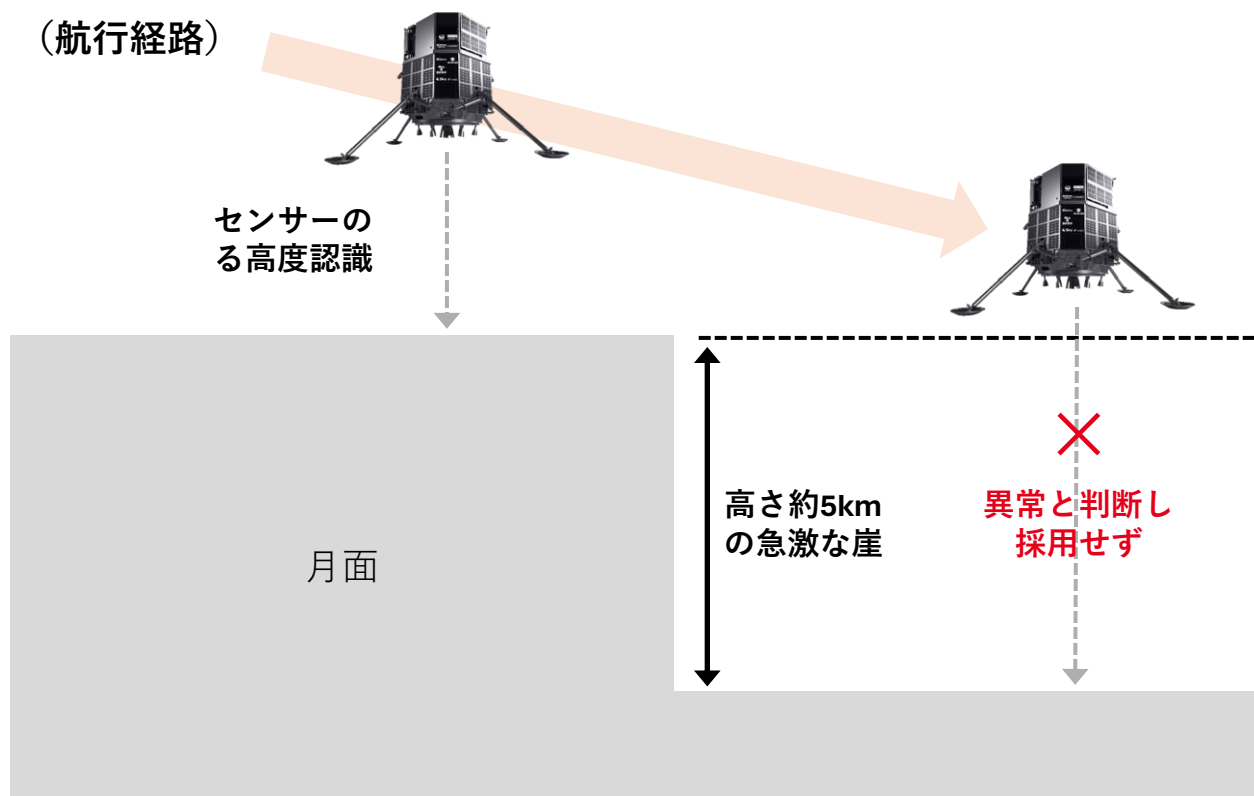 （航行経路）
センサーの
る高度認識
高さ約5km
の急激な崖
異常と判断し
採用せず
月面